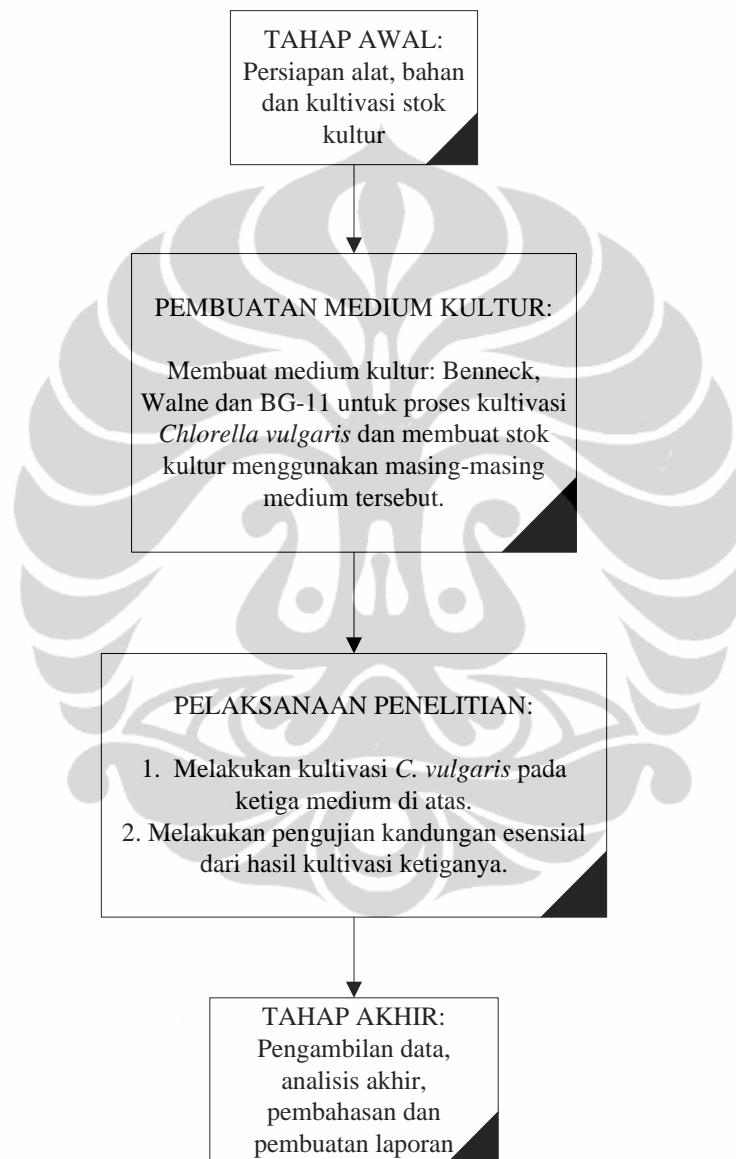 TAHAP AWAL:
Persiapan alat, bahan
dan kultivasi stok
kultur
PEMBUATAN MEDIUM KULTUR:
Membuat medium kultur: Benneck,
Walne dan BG-11 untuk proses kultivasi
Chlorella vulgaris dan membuat stok
kultur menggunakan masing-masing
medium tersebut.
PELAKSANAAN PENELITIAN:
1. Melakukan kultivasi C. vulgaris pada
ketiga medium di atas.
2. Melakukan pengujian kandungan esensial
dari hasil kultivasi ketiganya.
TAHAP AKHIR:
Pengambilan data,
analisis akhir,
pembahasan dan
pembuatan laporan